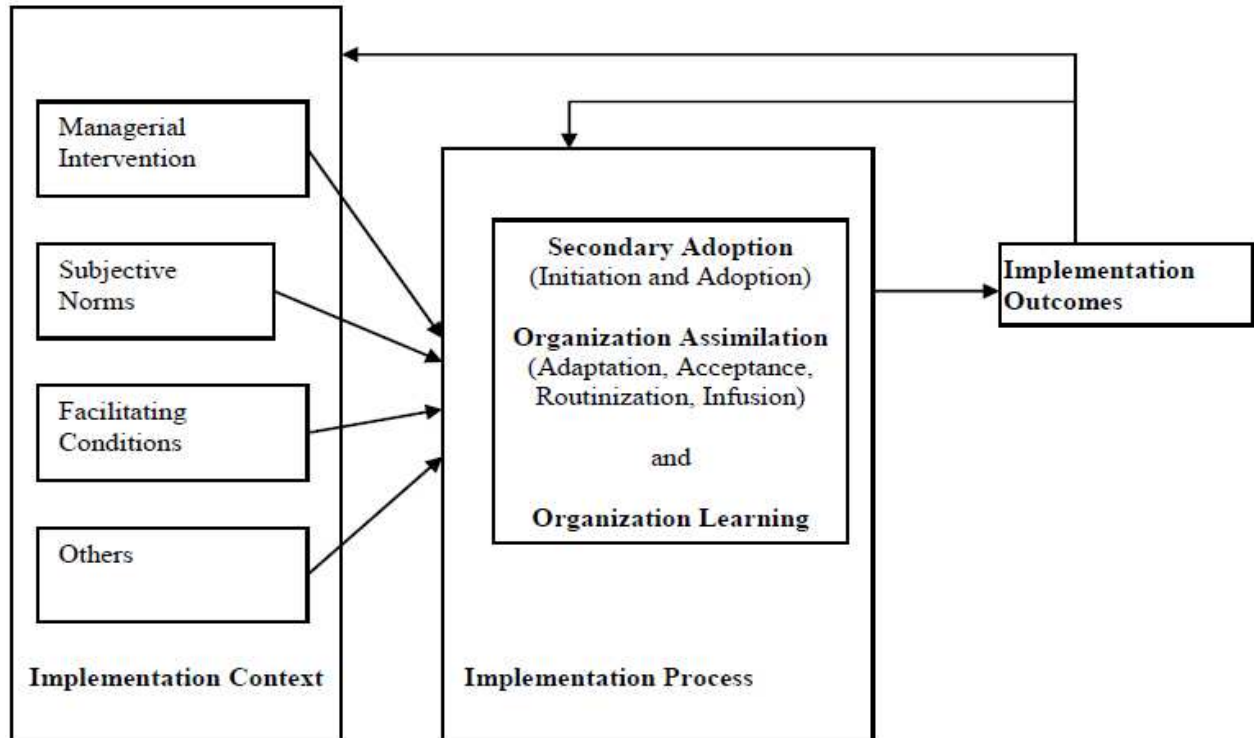 Managerial
Intervention
Subjective
Norms
Facilitating
Conditions
Others
Implementation Context
Secondary Adoption
(Initiation and Adoption)
Organization Assimilation
(Adaptation, Acceptance,
Routinization, Infusion)
and
Organization Learning
Implementation Process
Implementation
Outcomes